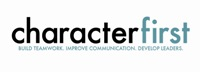 characterfirst
BUILD TEAMWORK. IMPROVE COMMUNICATION. DEVELOP LEADERS.